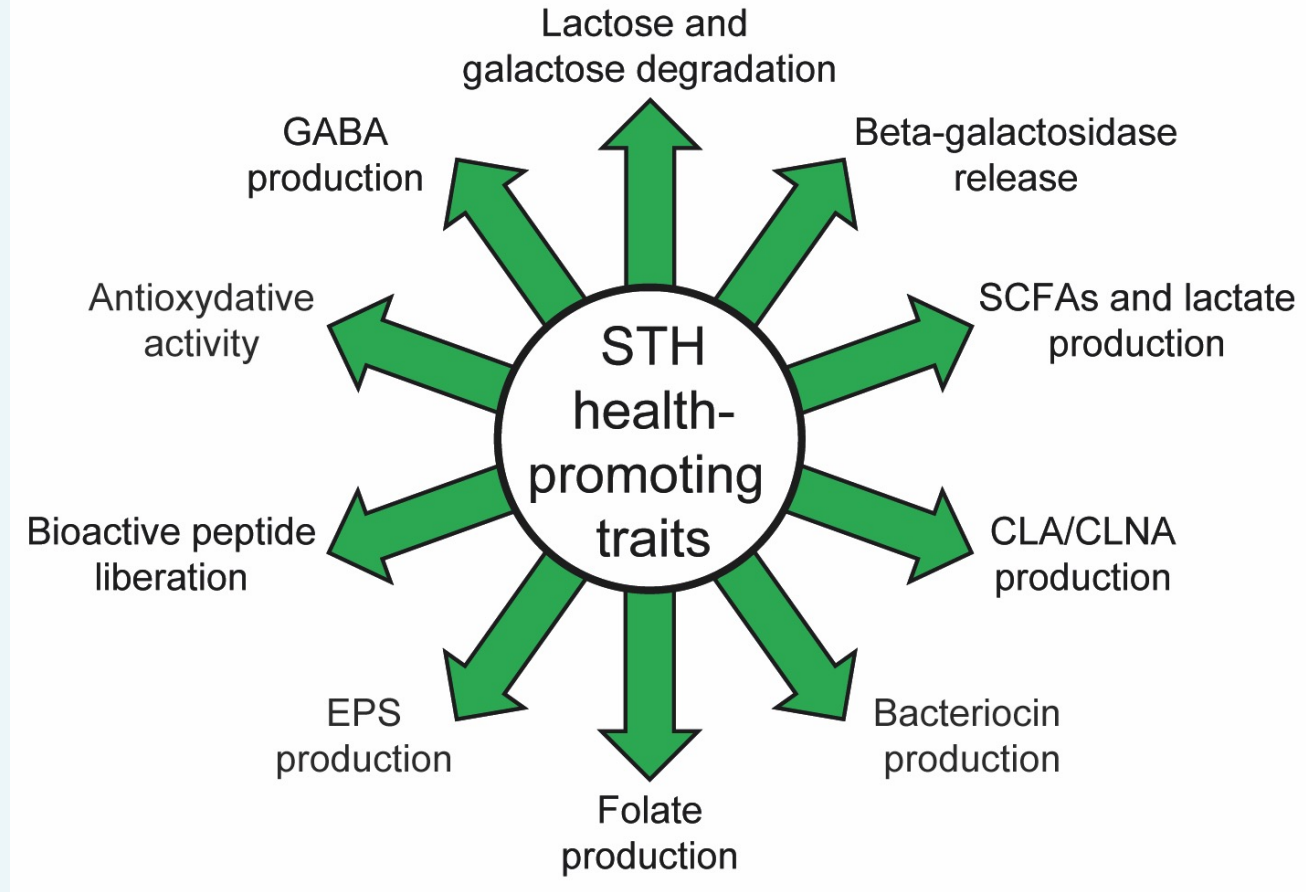 Lactose and
galactose degradation
Beta-galactosidase
release
SCFAs and lactate
production
CLA/CLNA
production
Bacteriocin
production
Folate
production
EPS
production
Bioactive peptide
liberation
Antioxydative
activity
GABA
production
STH
health-
promoting
traits